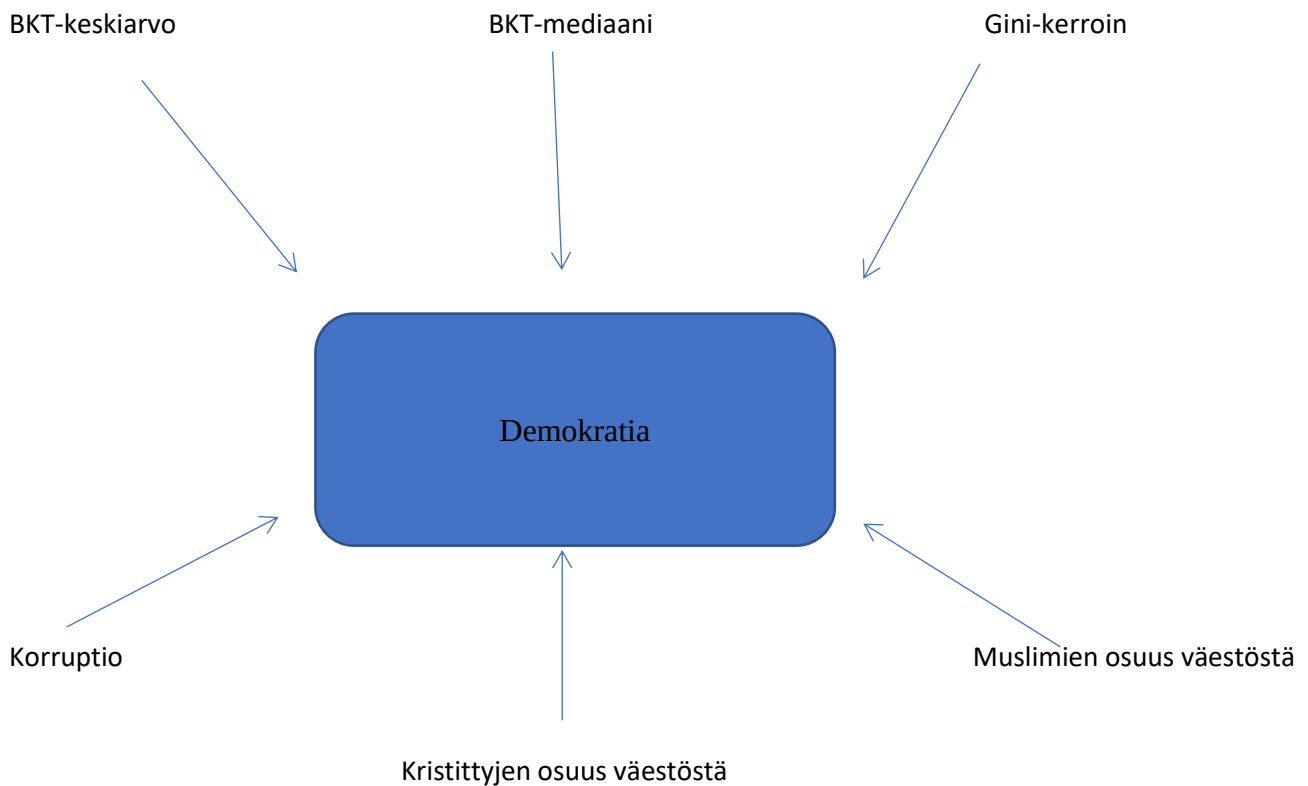 BKT-keskiarvo
BKT-mediaani
Gini-kerroin
Demokratia
Korruptio
Muslimien osuus väestöstä
Kristittyjen osuus väestöstä